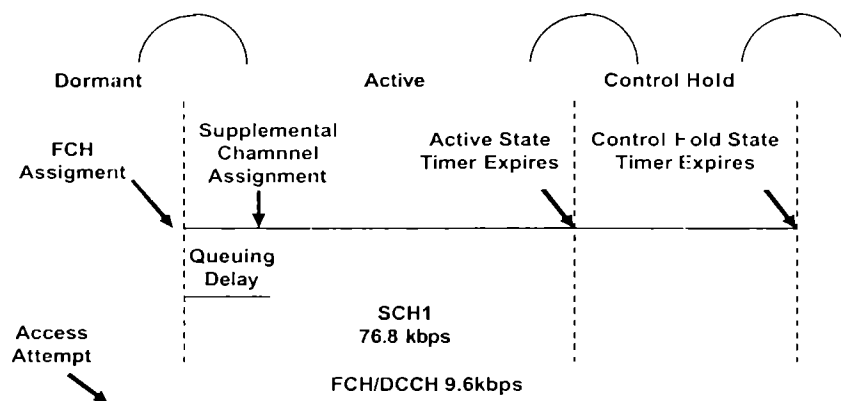 Dormant
Active
Control Hold
FCH
Assigment
Supplemental
Chamnnel
Assignment
Active State
Timer Expires
Control Hold State
Timer Expires
Queuing
Delay
SCH1
76.8 kbps
Access
Attempt
FCH/DCCH 9.6kbps